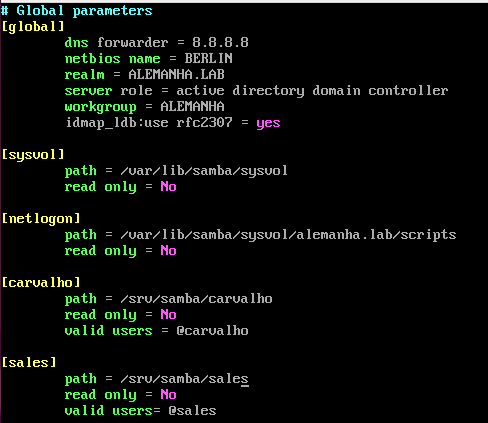 # Global parameters
[global]
dns forwarder = 8.8.8.8
netbios name = BERLIN
realm = ALEMANHA.LAB
server role = active directory domain controller
workgroup = ALEMANHA
idmap_ldb:use rfc2307 = yes
[sysvol]
path = /var/lib/samba/sysvol
read only = No
[netlogon]
path = /var/lib/samba/sysvol/alemanha.lab/scripts
read only = No
[carvalho]
path = /srv/samba/carvalho
read only = No
valid users = @carvalho
[sales]
path = /srv/samba/sales
read only = No
valid users= @sales